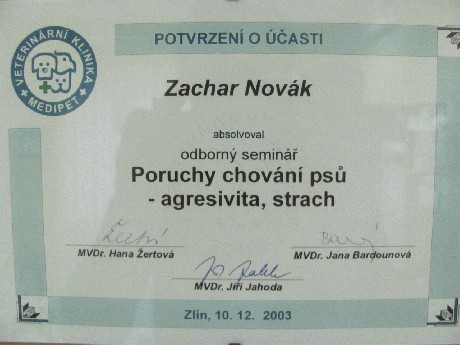 VETERINÁRNÍ KLINIKA
MEDIPET
POTVRZENÍ O ÚČASTI
Zachar Novák
absolvoval
odborný seminář
Poruchy chování psů
- agresivita, strach
MVDr. Hana Žertová
MVDr. Jana Bardounová
MVDr. Jiří Jahoda
Zlín, 10. 12. 2003